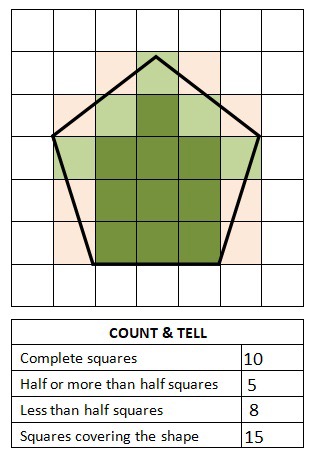 COUNT & TELL
Complete squares 10
Half or more than half squares 5
Less than half squares 8
Squares covering the shape 15